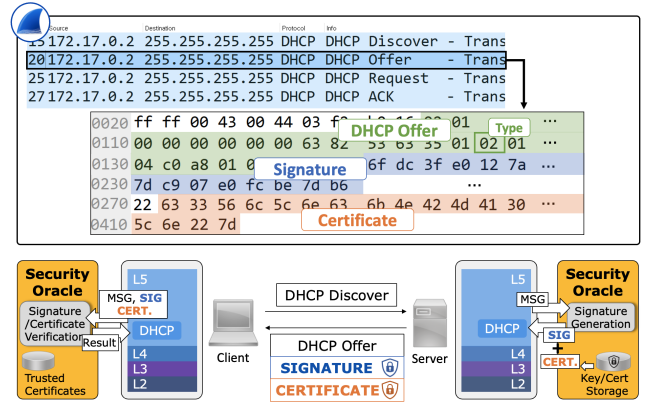 Source Destination Protocol Info
15 172.17.0.2 255.255.255.255 DHCP DHCP Discover - Trans
20 172.17.0.2 255.255.255.255 DHCP DHCP Offer - Trans
25 172.17.0.2 255.255.255.255 DHCP DHCP Request - Trans
27 172.17.0.2 255.255.255.255 DHCP DHCP ACK - Trans
0020 ff ff 00 43 00 44 03 01 ...
DHCP Offer
Type
0110 00 00 00 00 00 00 63 82 53 63 35 01 02 01
0130 04 c0 a8 01 6f dc 3f e0 12 7a ...
Signature
0230 7d c9 07 e0 fc be 7d b6 ...
0270 22 63 33 56 6c 5c 6e 63 6b 4e 42 4d 41 30 ...
Certificate
0410 5c 6e 22 7d
Security
Oracle
Signature
/Certificate
Verification
Trusted
Certificates
L5
MSG, SIG
CERT.
DHCP
Result
L4
L3
L2
Client
DHCP Discover
DHCP Offer
SIGNATURE
CERTIFICATE
Server
L5
MSG
DHCP
SIG
+
CERT.
L4
L3
L2
Security
Oracle
Signature
Generation
Key/Cert
Storage